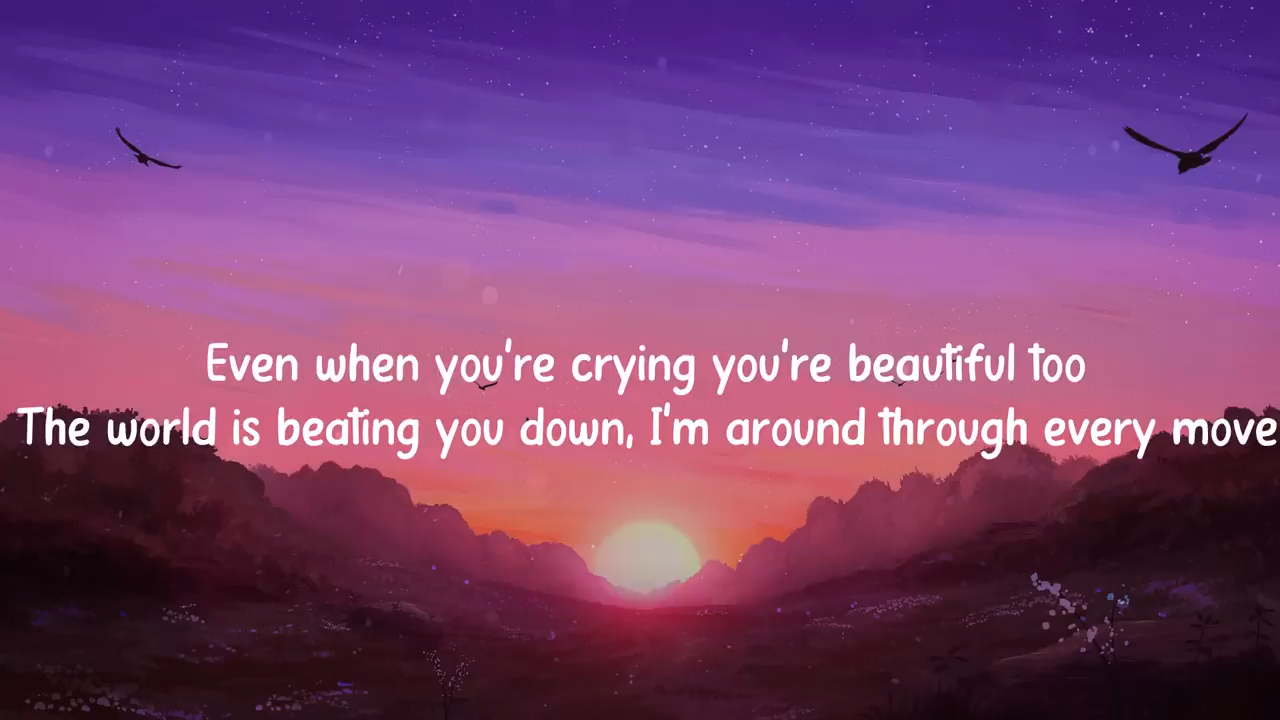 Even when you're crying you're beautiful too
The world is beating you down, I'm around through every move